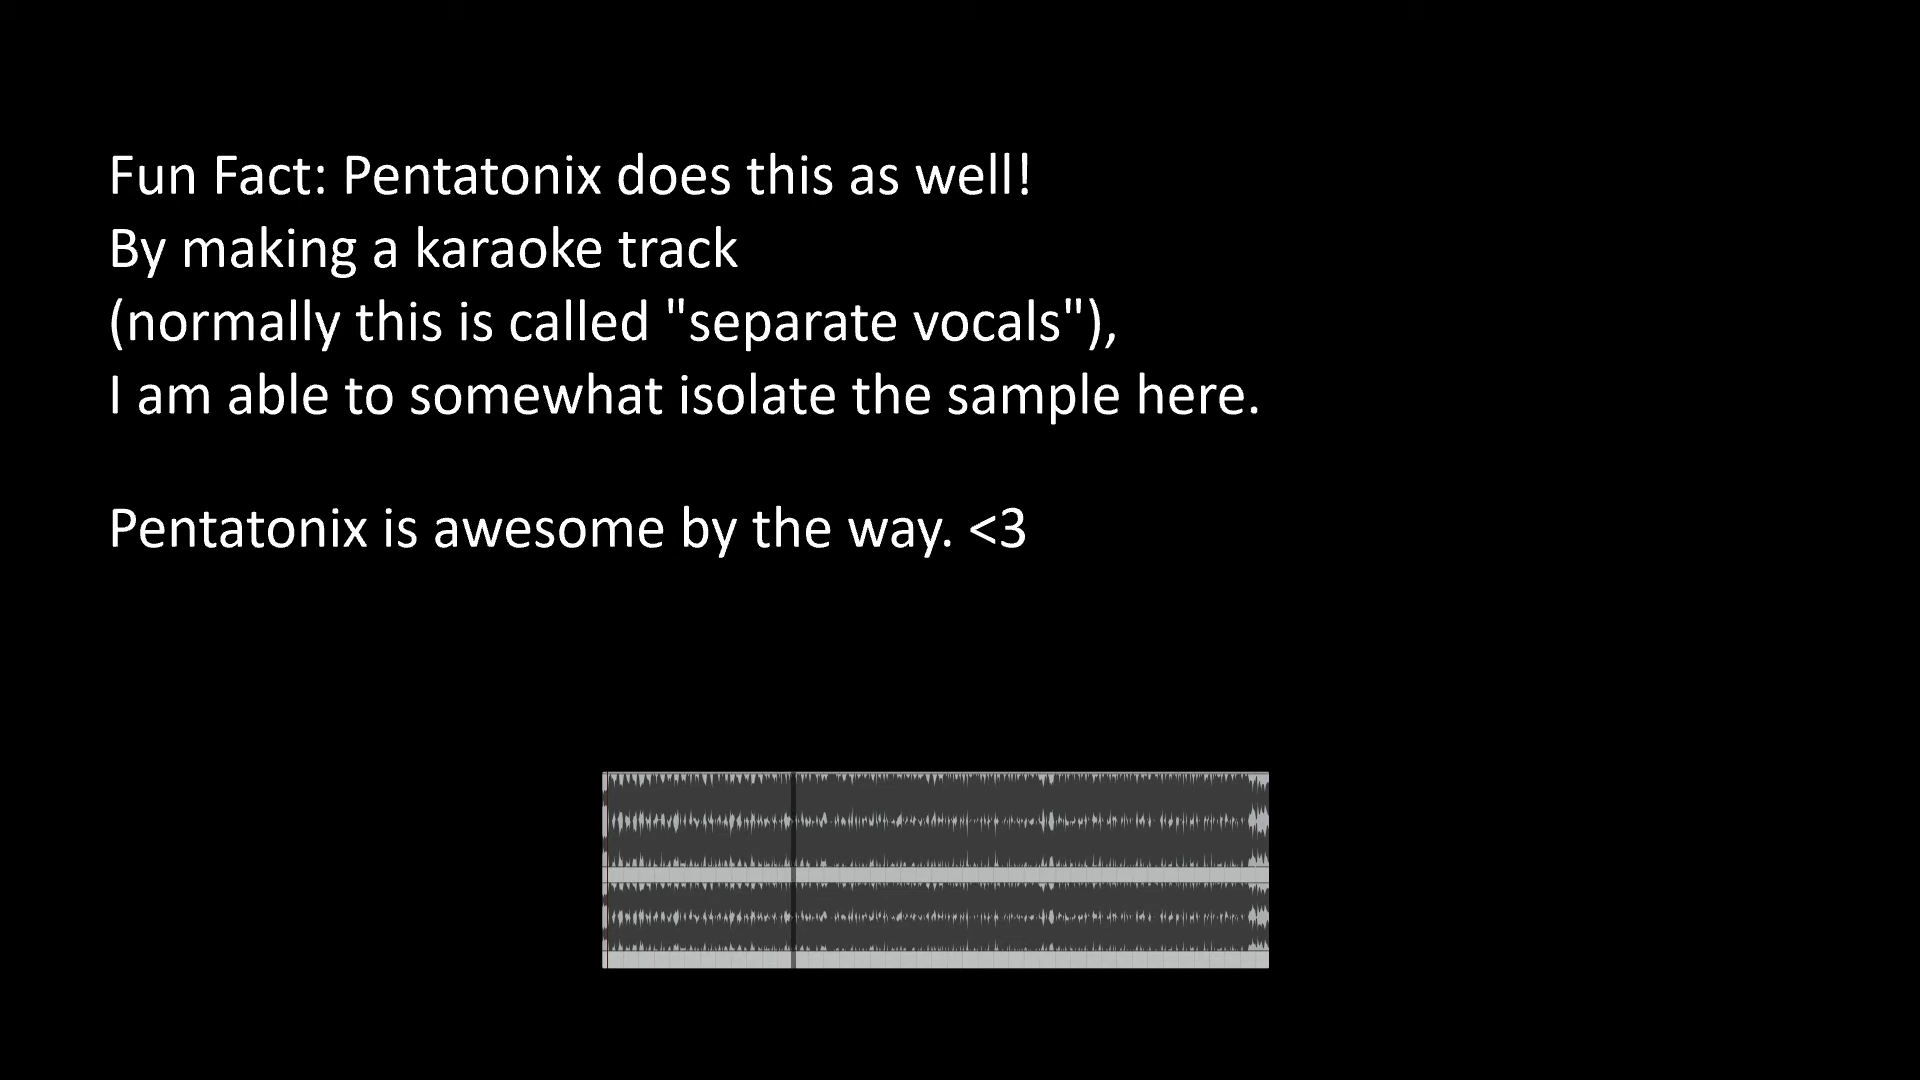 Fun Fact: Pentatonix does this as well!
By making a karaoke track
(normally this is called "separate vocals"),
I am able to somewhat isolate the sample here.
Pentatonix is awesome by the way. <3